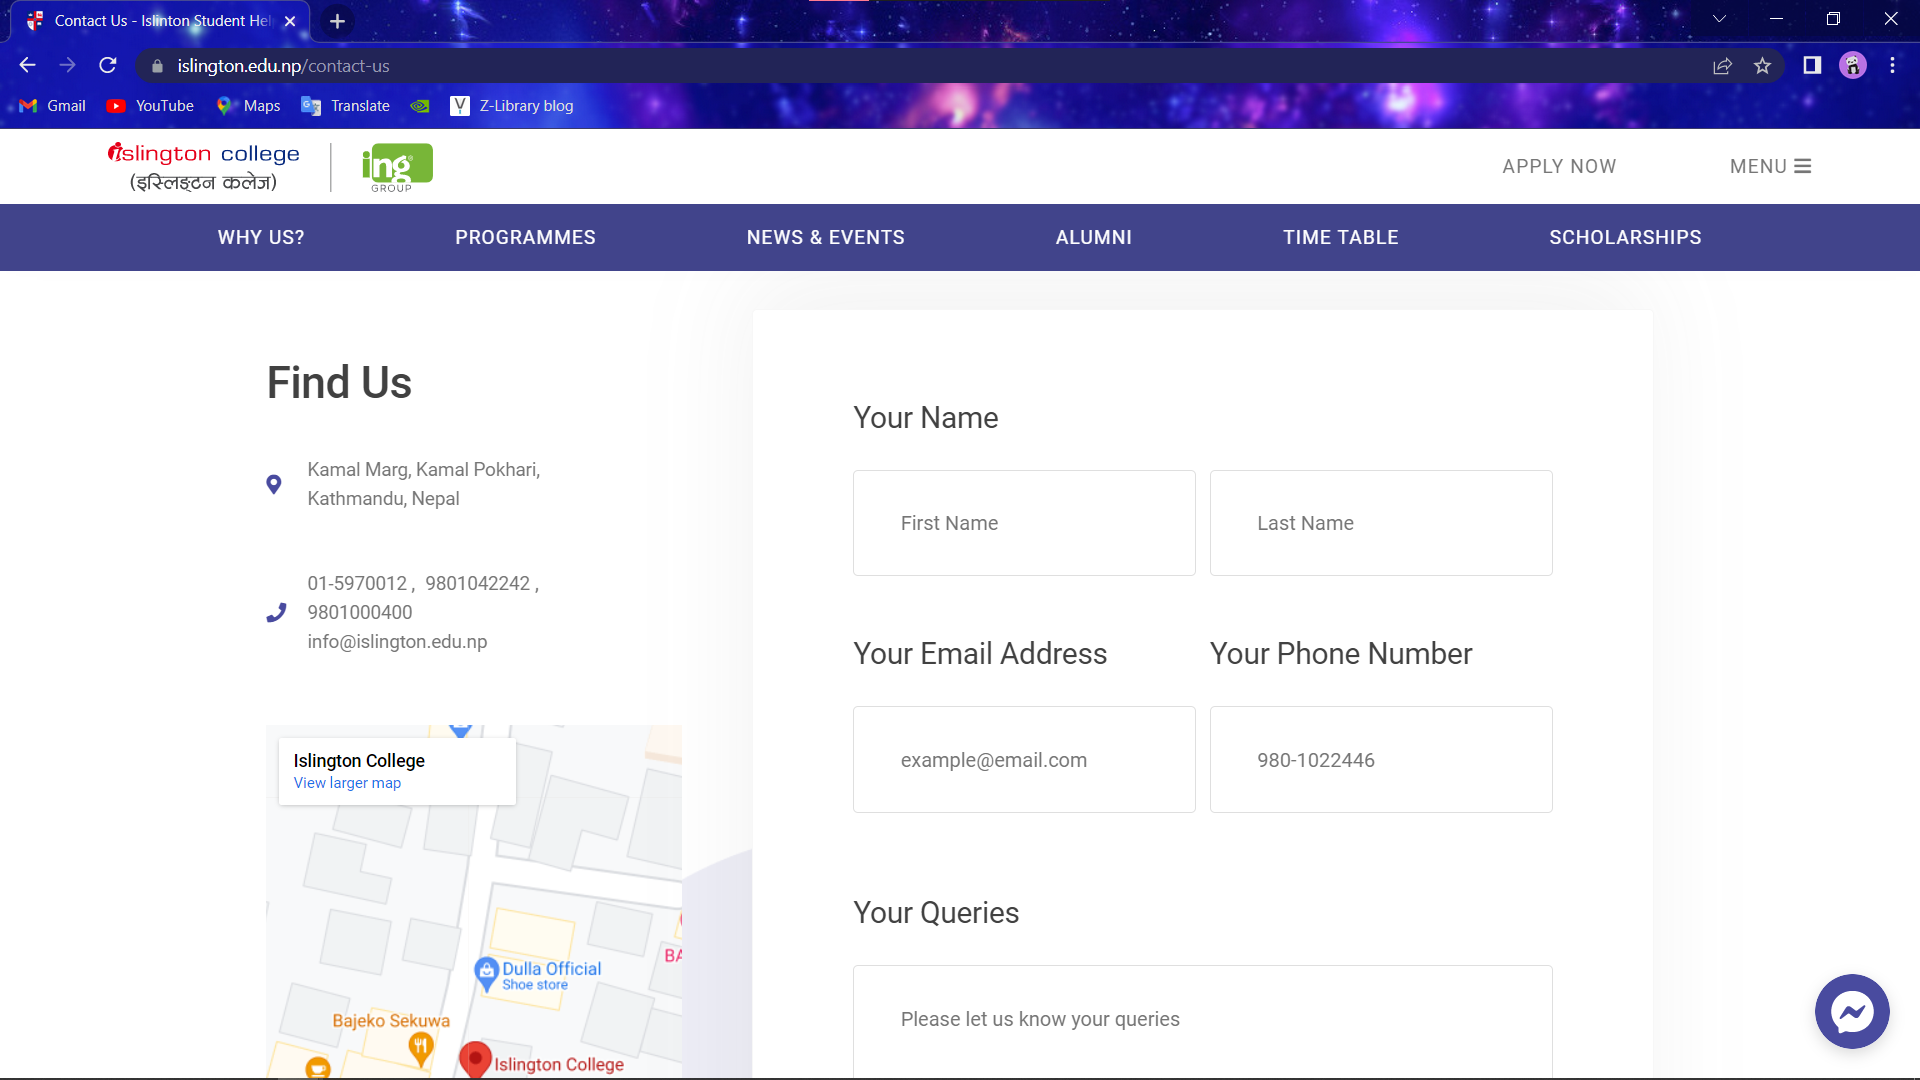 Contact Us - Islinton Student Hel
islington.edu.np/contact-us
Gmail
YouTube
Maps
Translate
Z-Library blog
islington college
(इस्लिङ्टन कलेज)
ing
GROUP
APPLY NOW
MENU
WHY US?
PROGRAMMES
NEWS & EVENTS
ALUMNI
TIME TABLE
SCHOLARSHIPS
Find Us
Kamal Marg, Kamal Pokhari,
Kathmandu, Nepal
01-5970012 , 9801042242 ,
9801000400
info@islington.edu.np
Islington College
View larger map
Dulla Official
Shoe store
BA
Bajeko Sekuwa
Islington College
Your Name
First Name
Last Name
Your Email Address
Your Phone Number
example@email.com
980-1022446
Your Queries
Please let us know your queries